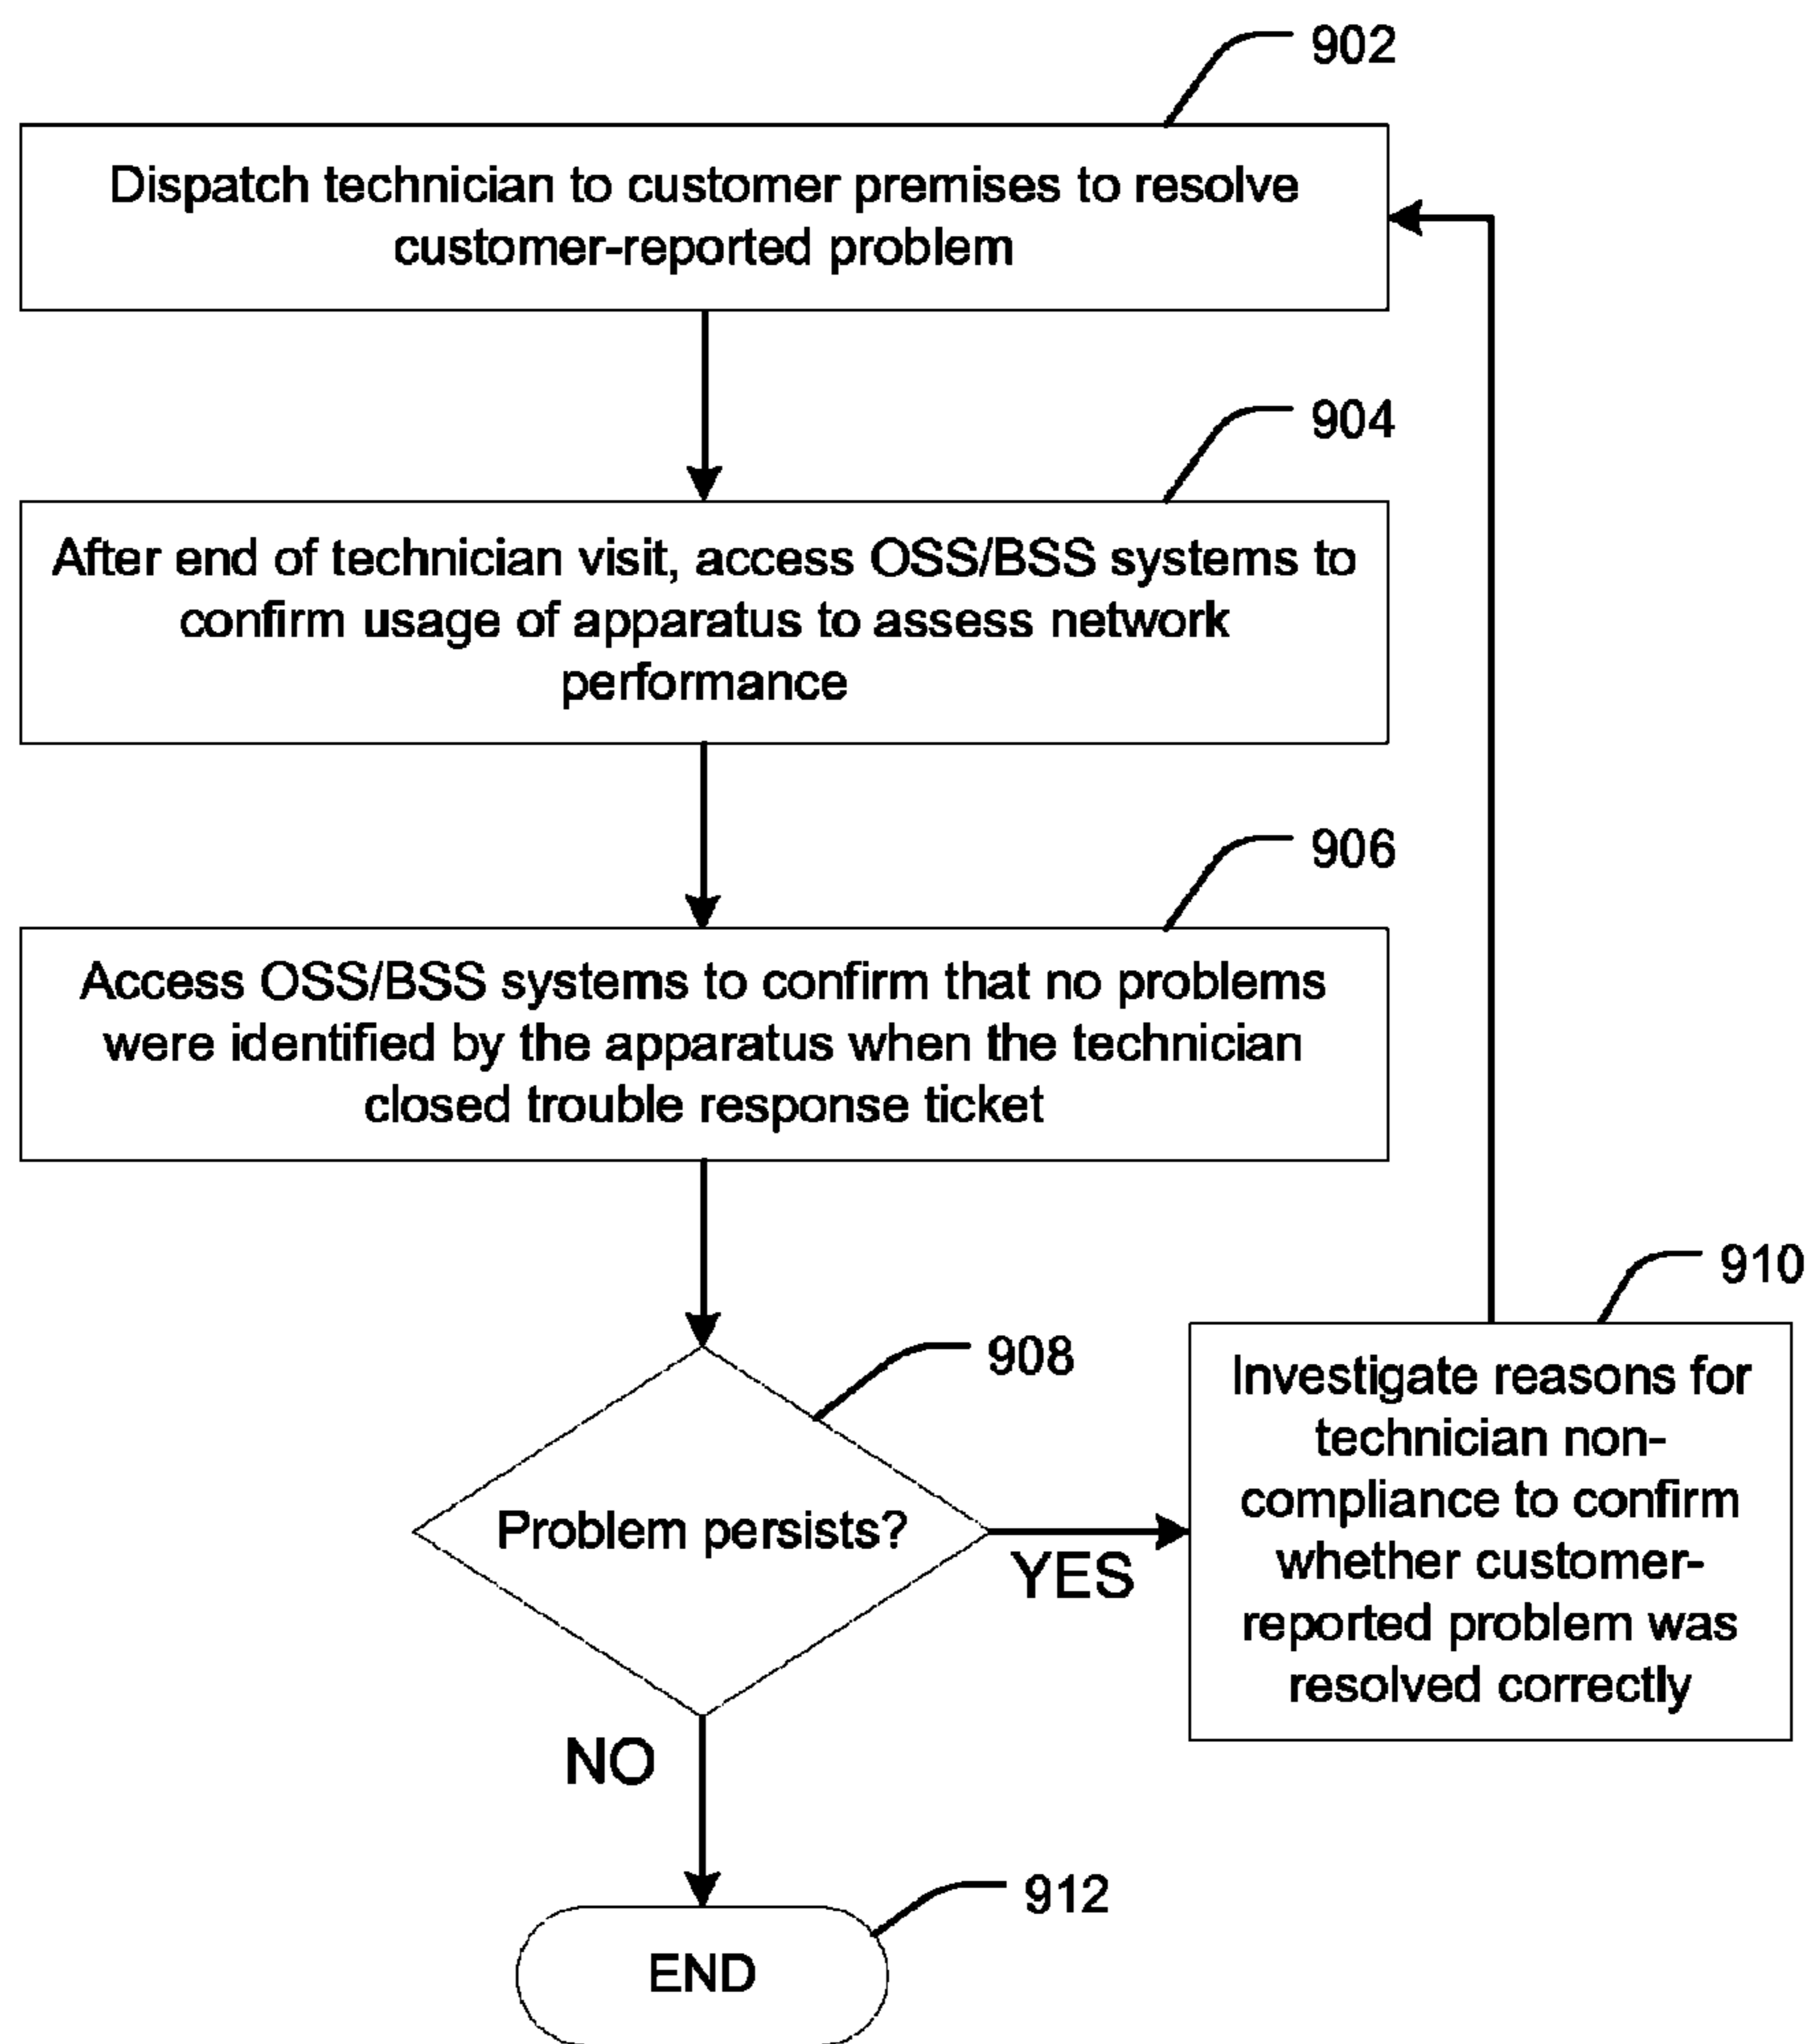 902
Dispatch technician to customer premises to resolve
customer-reported problem
904
After end of technician visit, access OSS/BSS systems to
confirm usage of apparatus to assess network
performance
906
Access OSS/BSS systems to confirm that no problems
were identified by the apparatus when the technician
closed trouble response ticket
908
Problem persists?
YES
910
Investigate reasons for
technician non-
compliance to confirm
whether customer-
reported problem was
resolved correctly
NO
912
END